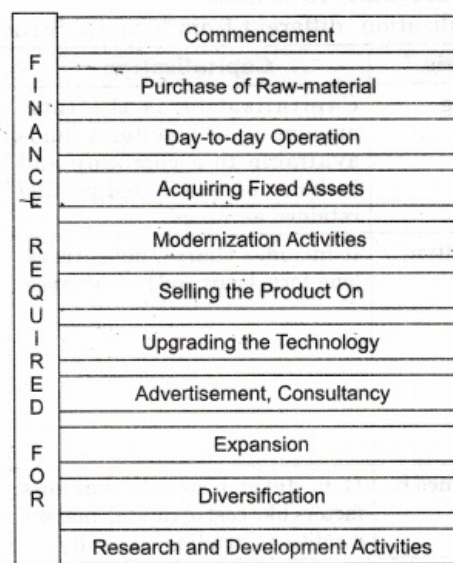 FINANCE REQUIRED FOR
Commencement
Purchase of Raw-material
Day-to-day Operation
Acquiring Fixed Assets
Modernization Activities
Selling the Product On
Upgrading the Technology
Advertisement, Consultancy
Expansion
Diversification
Research and Development Activities